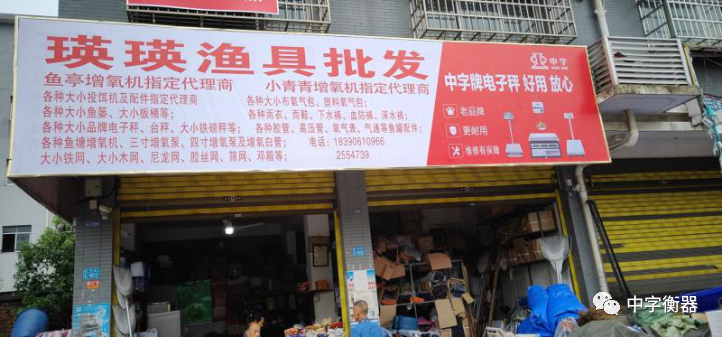 瑛瑛渔具批发
鱼亭增氧机指定代理商 小青青增氧机指定代理商
各种大小投饵机及配件指定代理商 各种大小布氧气包、塑料氧气包;
各种大小鱼篓、大小板桶等; 各种雨衣、雨鞋、下水裤、血防裤、深水裤;
各种大小品牌电子秤、台秤、大小铁磅秤等; 各种胶管、高压管、氧气表、气通等鱼罐配件;
各种鱼塘增氧机、三寸增氧泵、四寸增氧泵及增氧白管; 电话:18390610966
大小铁网、大小木网、尼龙网、胶丝网、筛网、邓箱等; 2554739
中字
中字牌电子秤 好用 放心
老品牌
更耐用
维修有保障
中字衡器